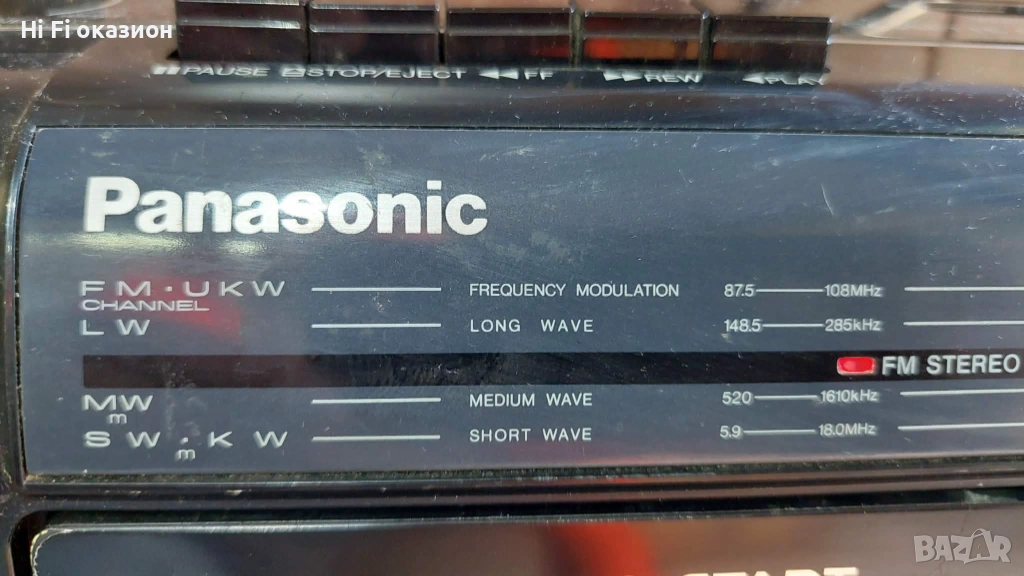 Hi Fi оказион
PAUSE STOP/EJECT FF REW
Panasonic
FM·UKW FREQUENCY MODULATION 87.5 108MHz
CHANNEL
LW LONG WAVE 148.5 285kHz
FM STEREO
MW MEDIUM WAVE 520 1610kHz
m
SW·KW SHORT WAVE 5.9 18.0MHz
m
BAZAR